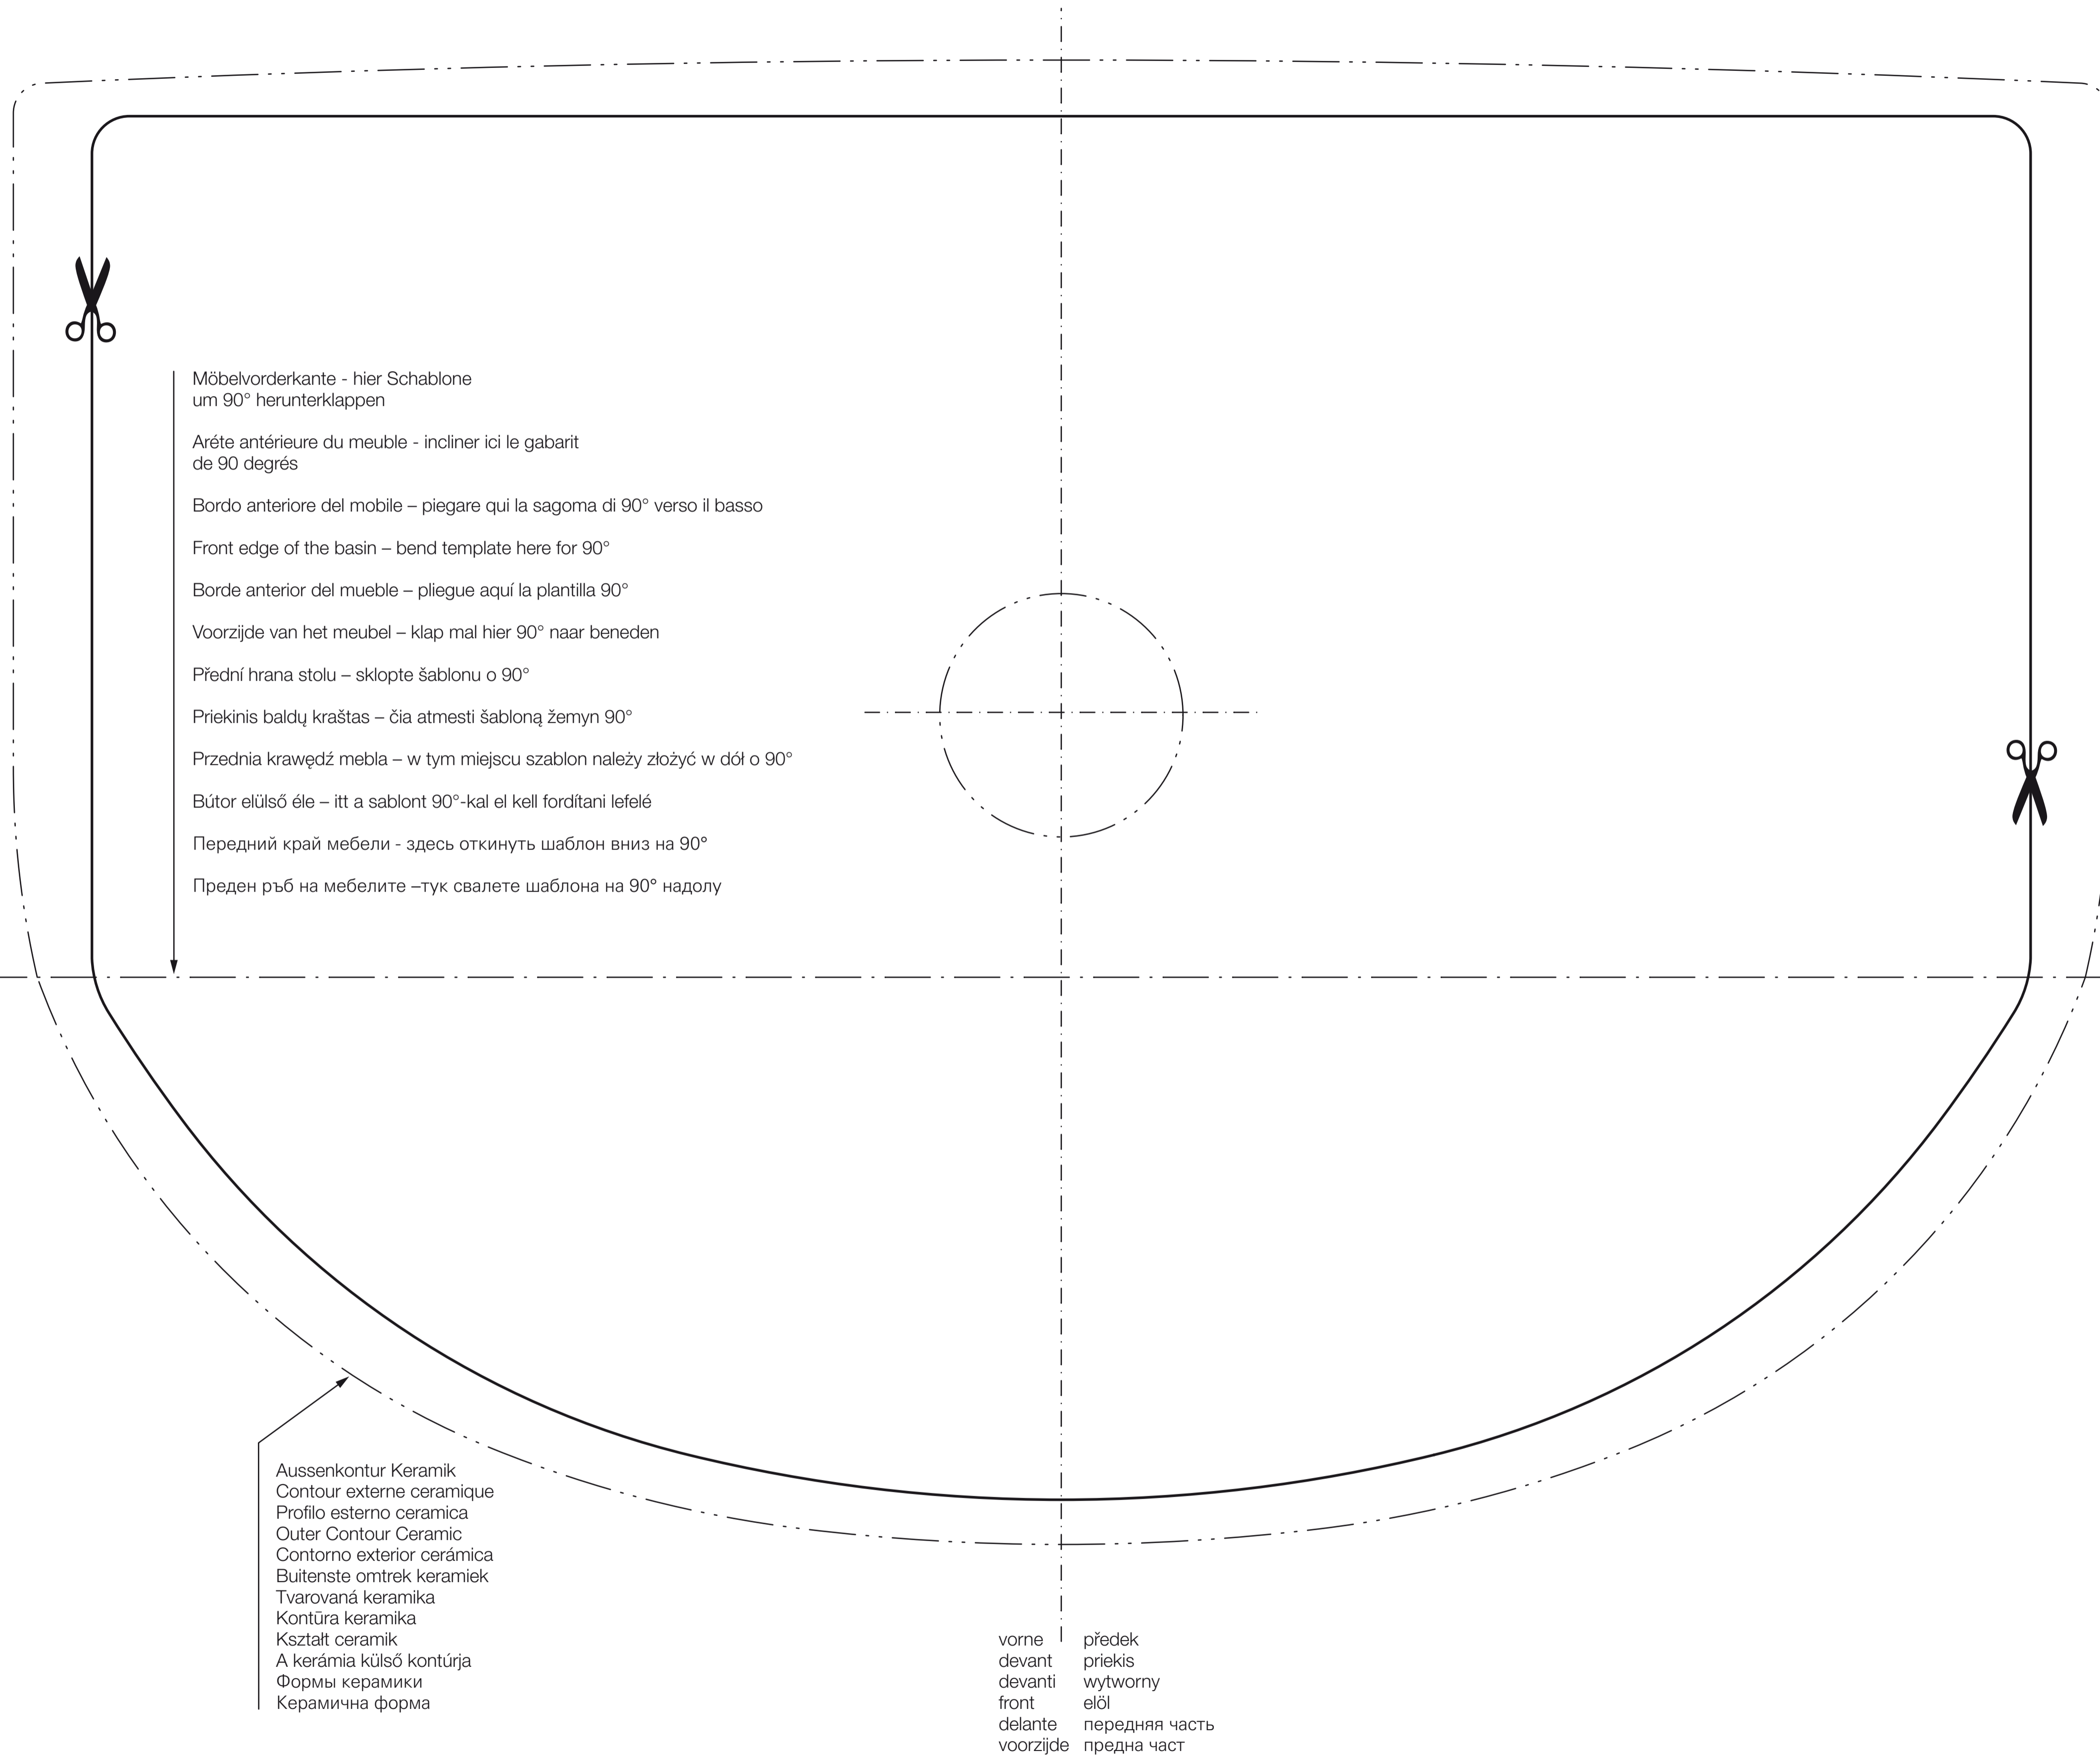 Möbelvorderkante - hier Schablone
um 90° herunterklappen
Aréte antérieure du meuble - incliner ici le gabarit
de 90 degrés
Bordo anteriore del mobile – piegare qui la sagoma di 90° verso il basso
Front edge of the basin – bend template here for 90°
Borde anterior del mueble – pliegue aquí la plantilla 90°
Voorzijde van het meubel – klap mal hier 90° naar beneden
Přední hrana stolu – sklopte šablonu o 90°
Priekinis baldų kraštas – čia atmesti šabloną žemyn 90°
Przednia krawędź mebla – w tym miejscu szablon należy złożyć w dół o 90°
Bútor elülső éle – itt a sablont 90°-kal el kell fordítani lefelé
Передний край мебели - здесь откинуть шаблон вниз на 90°
Преден ръб на мебелите –тук свалете шаблона на 90° надолу
Aussenkontur Keramik
Contour externe ceramique
Profilo esterno ceramica
Outer Contour Ceramic
Contorno exterior cerámica
Buitenste omtrek keramiek
Tvarovaná keramika
Kontūra keramika
Kształt ceramik
A kerámia külső kontúrja
Формы керамики
Керамична форма
vorne
devant
devanti
front
delante
voorzijde
předek
priekis
wytworny
elöl
передняя часть
предна част